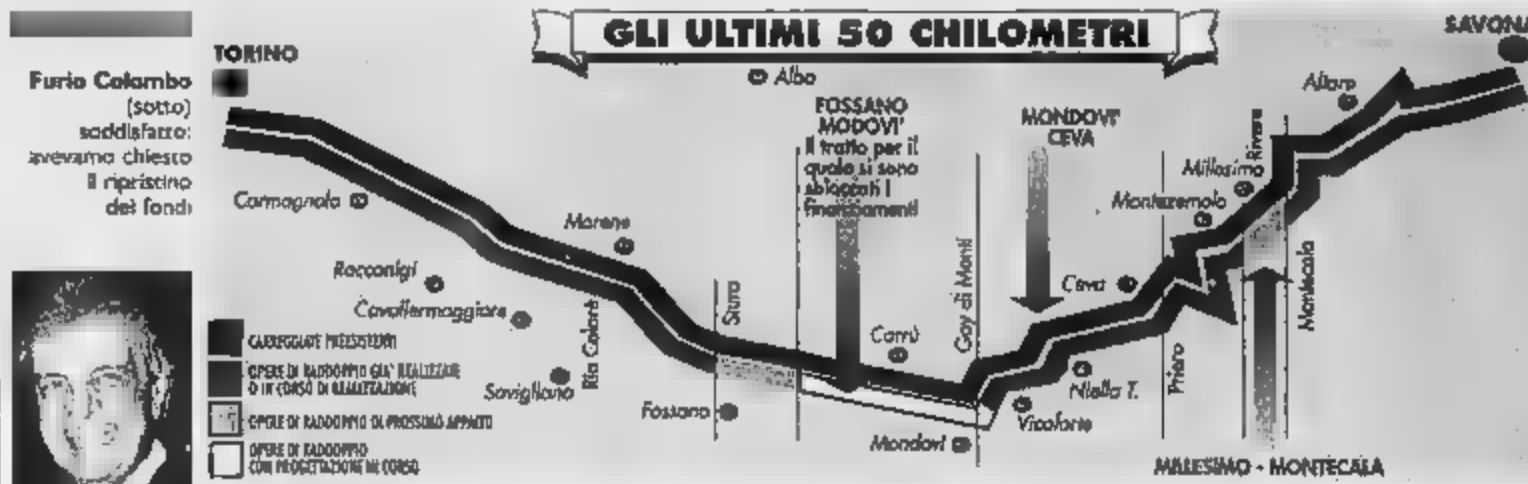 GLI ULTIMI 50 CHILOMETRI
Furio Colombo
(sotto)
soddisfatto:
avevamo chiesto
il ripristino
dei fondi
TORINO
SAVONA
Alba
Altare
FOSSANO
MODOVI'
Il tratto per il
quale si sono
sbloccati i
finanziamenti
MONDOVI'
CEVA
Carmagnola
Marene
Racconigi
Cavallermaggiore
Savigliano
Rio Colorè
Stura
Fossano
Carrù
Mondovì
Gay di Monti
Ceva
Niella T.
Vicoforte
Priero
Montezemolo
Millesimo
Rivere
Montecala
MILLESIMO - MONTECALA
CARREGGIATE PREESISTENTI
OPERE DI RADDOPPIO GIA' REALIZZATE
O IN CORSO DI REALIZZAZIONE
OPERE DI RADDOPPIO DI PROSSIMO APPALTO
OPERE DI RADDOPPIO
CON PROGETTAZIONE IN CORSO